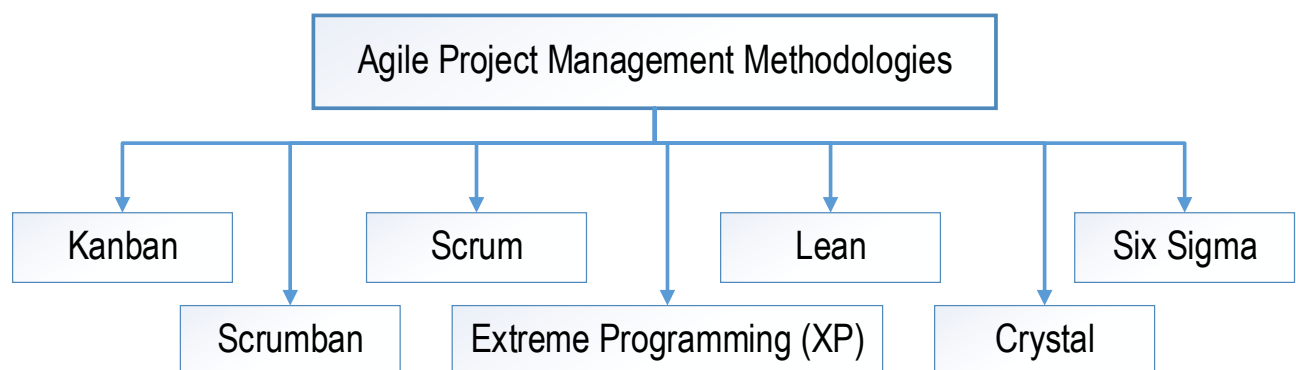 Agile Project Management Methodologies
Kanban
Scrum
Lean
Six Sigma
Scrumban
Extreme Programming (XP)
Crystal